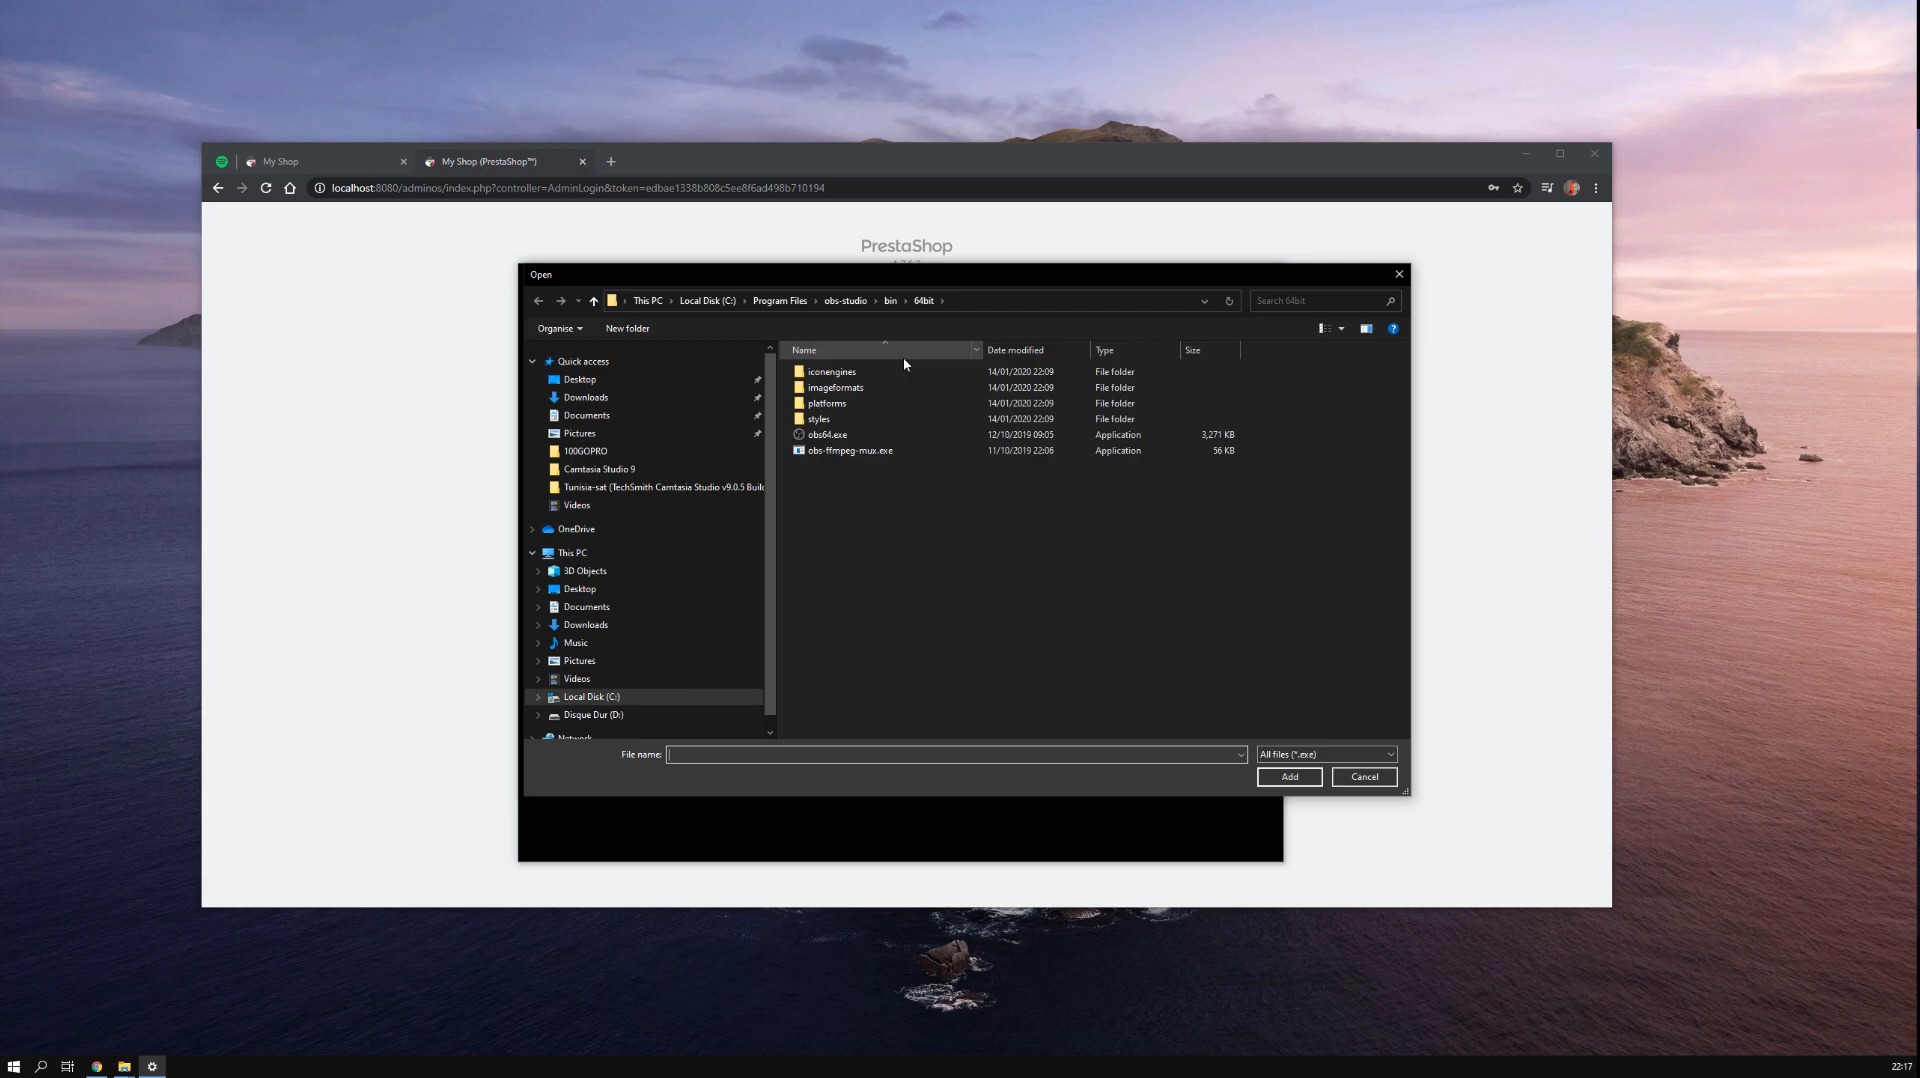 My Shop
My Shop (PrestaShop™)
localhost:8080/adminos/index.php?controller=AdminLogin&token=edbae1338b808c5ee8f6ad498b710194
PrestaShop
Open
This PC › Local Disk (C:) › Program Files › obs-studio › bin › 64bit ›
Search 64bit
Organise
New folder
Name Date modified Type Size
Quick access
Desktop
Downloads
Documents
Pictures
100GOPRO
Camtasia Studio 9
Tunisia-sat (TechSmith Camtasia Studio v9.0.5 Builc
Videos
OneDrive
This PC
3D Objects
Desktop
Documents
Downloads
Music
Pictures
Videos
Local Disk (C:)
Disque Dur (D:)
Network
iconengines 14/01/2020 22:09 File folder
imageformats 14/01/2020 22:09 File folder
platforms 14/01/2020 22:09 File folder
styles 14/01/2020 22:09 File folder
obs64.exe 12/10/2019 09:05 Application 3,271 KB
obs-ffmpeg-mux.exe 11/10/2019 22:06 Application 56 KB
File name:
All files (*.exe)
Add
Cancel
22:17